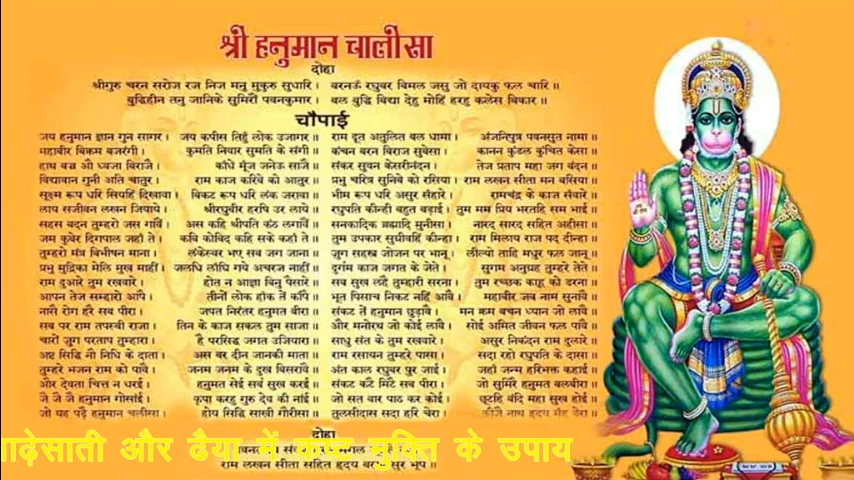 श्री हनुमान चालीसा
दोहा
श्रीगुरु चरन सरोज रज निज मनु मुकुरु सुधारि। बरनऊँ रघुबर बिमल जसु जो दायकु फल चारि॥
बुद्धिहीन तनु जानिके सुमिरौं पवनकुमार। बल बुद्धि विद्या देहु मोहिं हरहु कलेस बिकार॥
चौपाई
जय हनुमान ज्ञान गुन सागर। जय कपीस तिहुँ लोक उजागर॥ राम दूत अतुलित बल धामा। अंजनिपुत्र पवनसुत नामा॥
महाबीर बिक्रम बजरंगी। कुमति निवार सुमति के संगी॥ कंचन बरन बिराज सुबेसा। कानन कुंडल कुंचित केसा॥
हाथ बज्र औ ध्वजा बिराजै। काँधे मूँज जनेऊ साजै॥ संकर सुवन केसरीनंदन। तेज प्रताप महा जग बंदन॥
विद्यावान गुनी अति चातुर। राम काज करिबे को आतुर॥ प्रभु चरित्र सुनिबे को रसिया। राम लखन सीता मन बसिया॥
सूक्ष्म रूप धरि सियहिं दिखावा। बिकट रूप धरि लंक जरावा॥ भीम रूप धरि असुर सँहारे। रामचंद्र के काज सँवारे॥
लाय सजीवन लखन जियाये। श्रीरघुबीर हरषि उर लाये॥ रघुपति कीन्ही बहुत बड़ाई। तुम मम प्रिय भरतहि सम भाई॥
सहस बदन तुम्हरो जस गावैं। अस कहि श्रीपति कंठ लगावैं॥ सनकादिक ब्रह्मादि मुनीसा। नारद सारद सहित अहीसा॥
जम कुबेर दिगपाल जहाँ ते। कबि कोबिद कहि सके कहाँ ते॥ तुम उपकार सुग्रीवहिं कीन्हा। राम मिलाय राज पद दीन्हा॥
तुम्हरो मंत्र बिभीषन माना। लंकेस्वर भए सब जग जाना॥ जुग सहस्र जोजन पर भानू। लील्यो ताहि मधुर फल जानू॥
प्रभु मुद्रिका मेलि मुख माहीं। जलधि लाँघि गये अचरज नाहीं॥ दुर्गम काज जगत के जेते। सुगम अनुग्रह तुम्हरे तेते॥
राम दुआरे तुम रखवारे। होत न आज्ञा बिनु पैसारे॥ सब सुख लहै तुम्हारी सरना। तुम रच्छक काहू को डरना॥
आपन तेज सम्हारो आपै। तीनों लोक हाँक तें काँपै॥ भूत पिसाच निकट नहिं आवै। महाबीर जब नाम सुनावै॥
नासै रोग हरै सब पीरा। जपत निरंतर हनुमत बीरा॥ संकट तें हनुमान छुड़ावै। मन क्रम बचन ध्यान जो लावै॥
सब पर राम तपस्वी राजा। तिन के काज सकल तुम साजा॥ और मनोरथ जो कोई लावै। सोई अमित जीवन फल पावै॥
चारों जुग परताप तुम्हारा। है परसिद्ध जगत उजियारा॥ साधु संत के तुम रखवारे। असुर निकंदन राम दुलारे॥
अष्ट सिद्धि नौ निधि के दाता। अस बर दीन जानकी माता॥ राम रसायन तुम्हरे पासा। सदा रहो रघुपति के दासा॥
तुम्हरे भजन राम को पावै। जनम जनम के दुख बिसरावै॥ अंत काल रघुबर पुर जाई। जहाँ जन्म हरिभक्त कहाई॥
और देवता चित्त न धरई। हनुमत सेई सर्ब सुख करई॥ संकट कटै मिटै सब पीरा। जो सुमिरै हनुमत बलबीरा॥
जै जै जै हनुमान गोसाईं। कृपा करहु गुरु देव की नाईं॥ जो सत बार पाठ कर कोई। छूटहि बंदि महा सुख होई॥
जो यह पढ़ै हनुमान चलीसा। होय सिद्धि साखी गौरीसा॥ तुलसीदास सदा हरि चेरा। कीजै नाथ हृदय मँह डेरा॥
दोहा
ाढ़ेसाती और ढैया में कष्ट मुक्ति के उपाय
राम लखन सीता सहित हृदय बसहु सुर भूप॥